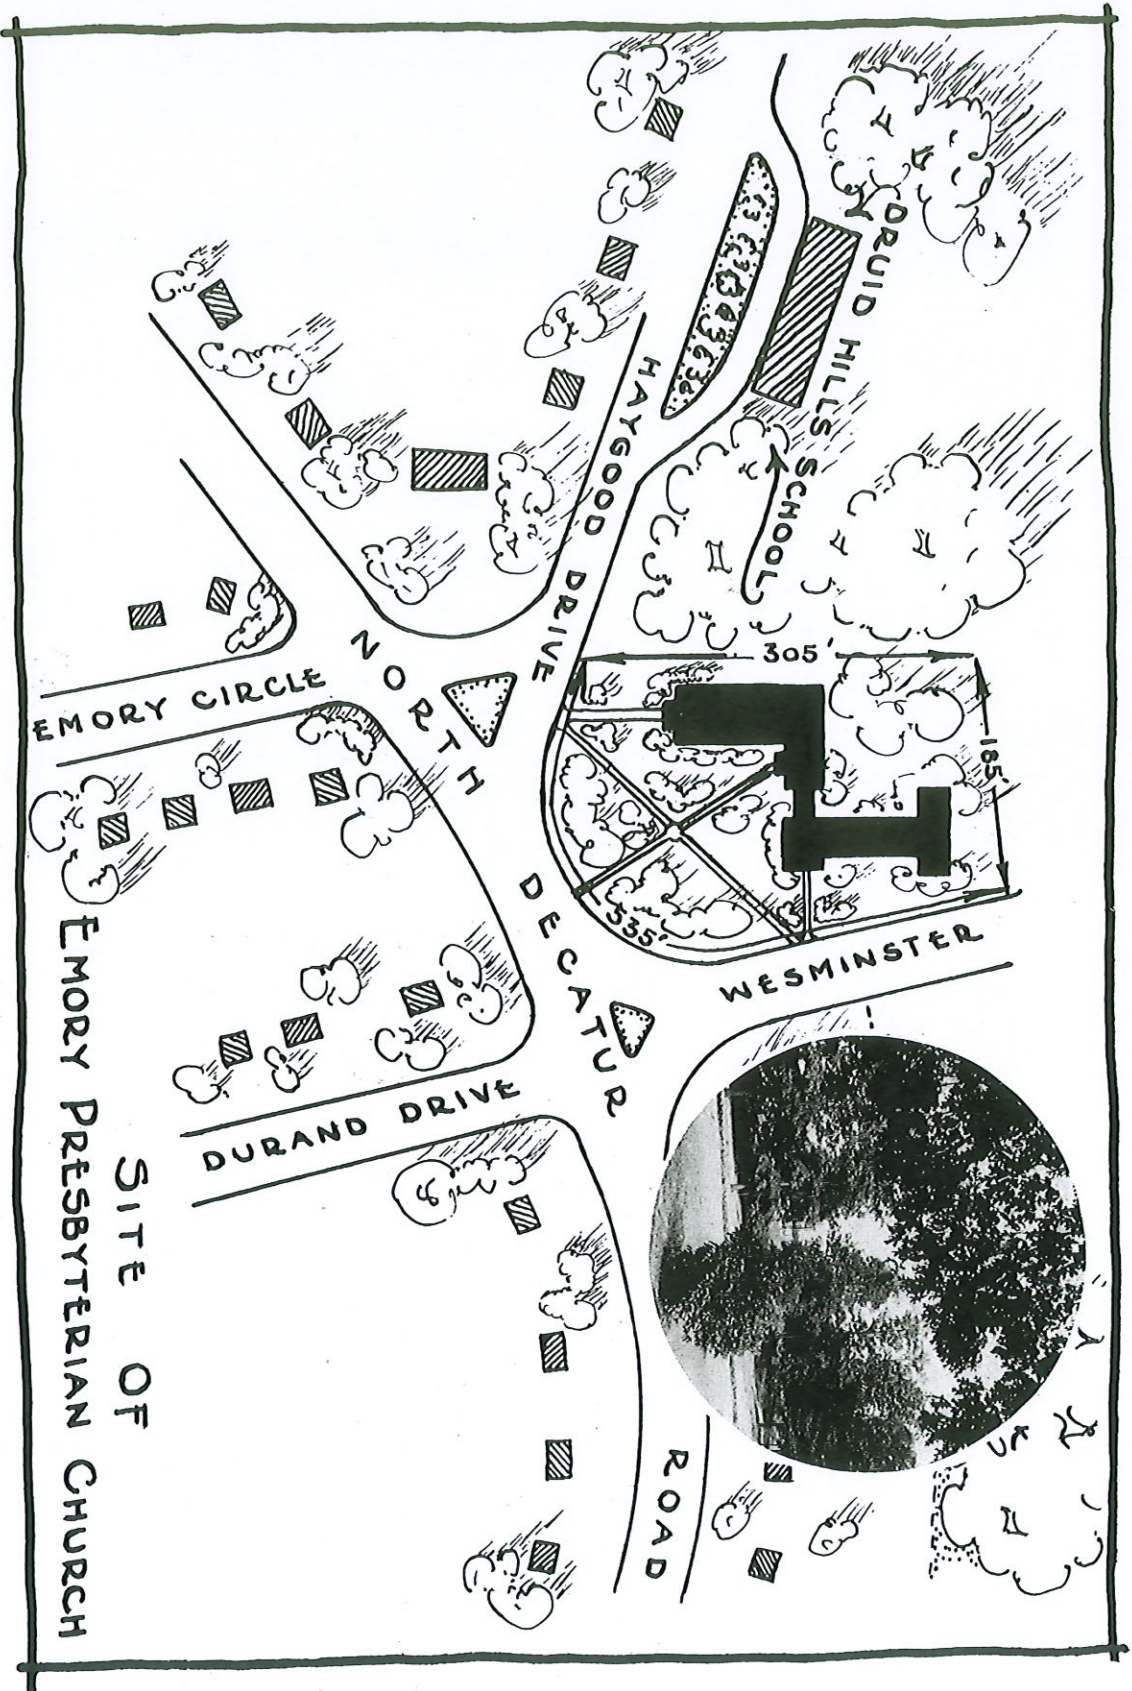 DRUID HILLS SCHOOL
HAYGOOD DRIVE
305'
185'
535'
EMORY CIRCLE
NORTH DECATUR ROAD
WESMINSTER
DURAND DRIVE
SITE OF
EMORY PRESBYTERIAN CHURCH